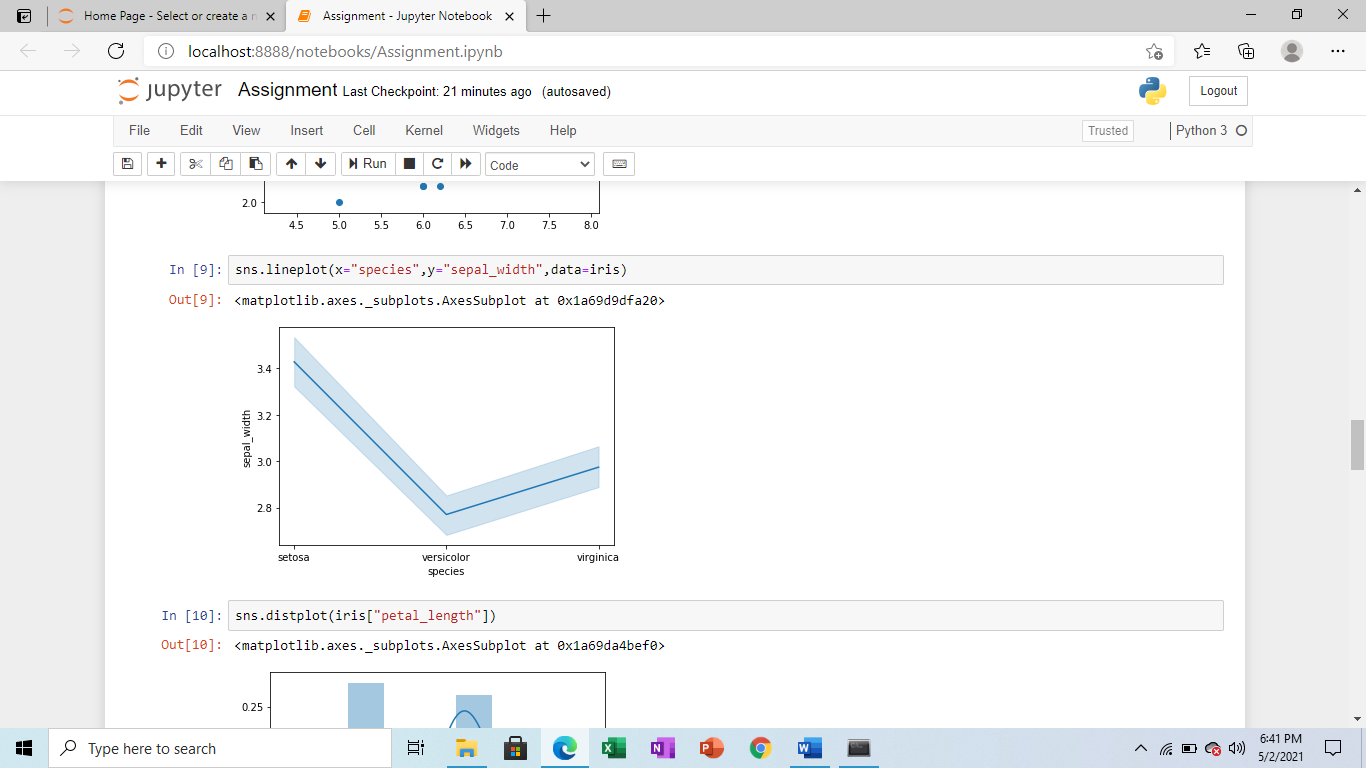 Home Page - Select or create a n
Assignment - Jupyter Notebook
localhost:8888/notebooks/Assignment.ipynb
jupyter Assignment Last Checkpoint: 21 minutes ago (autosaved)
Logout
File Edit View Insert Cell Kernel Widgets Help
Trusted
Python 3
Run
Code
2.0
4.5 5.0 5.5 6.0 6.5 7.0 7.5 8.0
In [9]: sns.lineplot(x="species",y="sepal_width",data=iris)
Out[9]: <matplotlib.axes._subplots.AxesSubplot at 0x1a69d9dfa20>
3.4
3.2
3.0
2.8
sepal_width
setosa versicolor virginica
species
In [10]: sns.distplot(iris["petal_length"])
Out[10]: <matplotlib.axes._subplots.AxesSubplot at 0x1a69da4bef0>
0.25
Type here to search
6:41 PM
5/2/2021